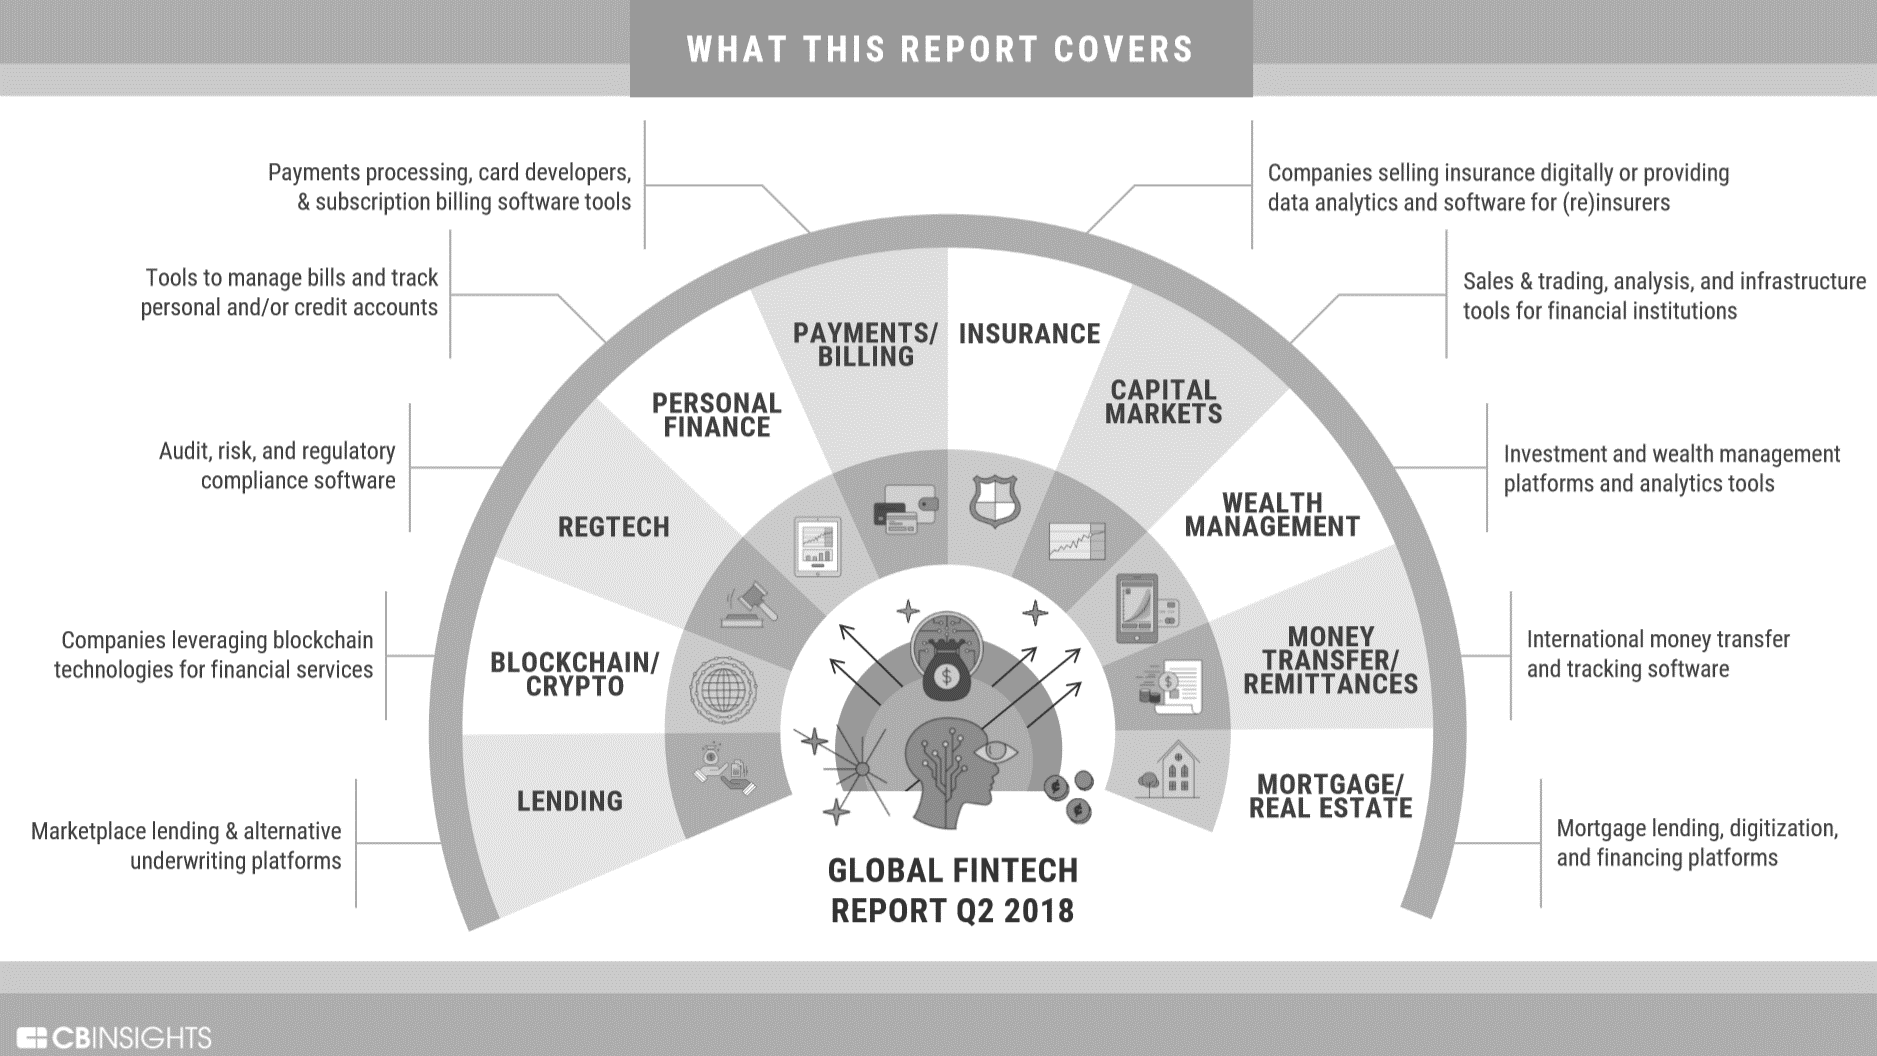 WHAT THIS REPORT COVERS
Payments processing, card developers,
& subscription billing software tools
Companies selling insurance digitally or providing
data analytics and software for (re)insurers
Tools to manage bills and track
personal and/or credit accounts
Sales & trading, analysis, and infrastructure
tools for financial institutions
Audit, risk, and regulatory
compliance software
Investment and wealth management
platforms and analytics tools
Companies leveraging blockchain
technologies for financial services
International money transfer
and tracking software
Marketplace lending & alternative
underwriting platforms
Mortgage lending, digitization,
and financing platforms
LENDING
BLOCKCHAIN/
CRYPTO
REGTECH
PERSONAL
FINANCE
PAYMENTS/
BILLING
INSURANCE
CAPITAL
MARKETS
WEALTH
MANAGEMENT
MONEY
TRANSFER/
REMITTANCES
MORTGAGE/
REAL ESTATE
GLOBAL FINTECH
REPORT Q2 2018
CBINSIGHTS